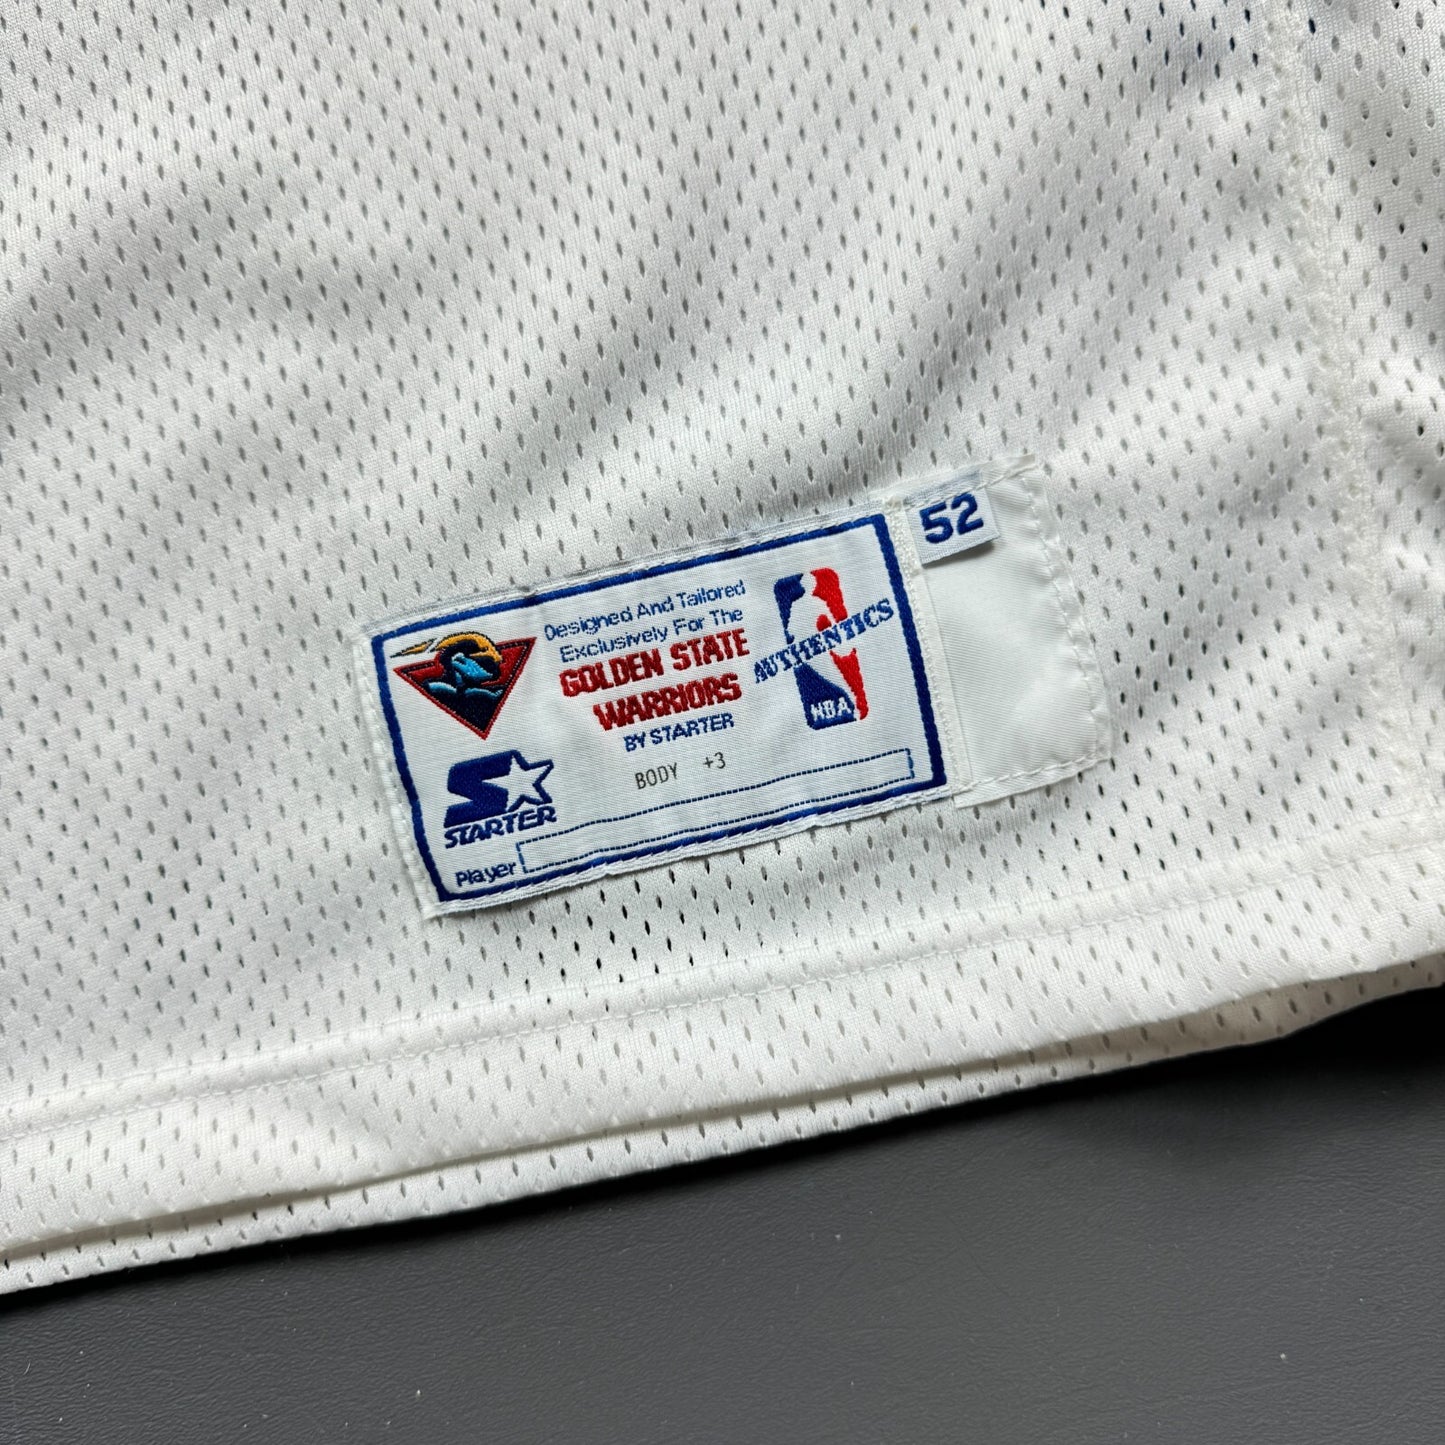 52
Designed And Tailored
Exclusively For The
GOLDEN STATE
WARRIORS
BY STARTER
BODY +3
AUTHENTICS
NBA
STARTER
Player